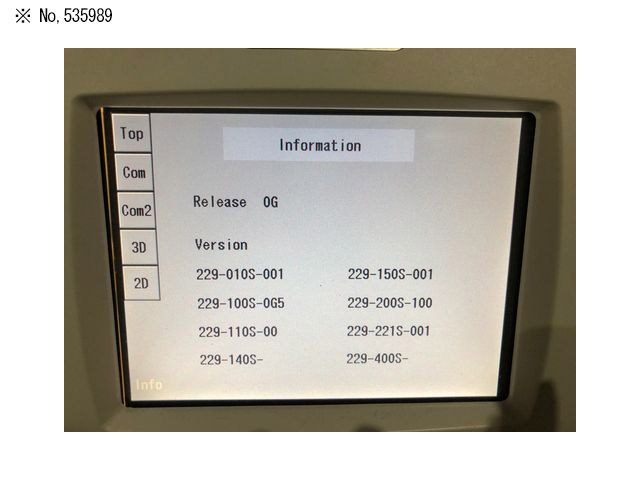 ※ No,535989
Information
Top
Com
Com2
3D
2D
Release 0G
Version
229-010S-001 229-150S-001
229-100S-0G5 229-200S-100
229-110S-00 229-221S-001
229-140S- 229-400S-
Info